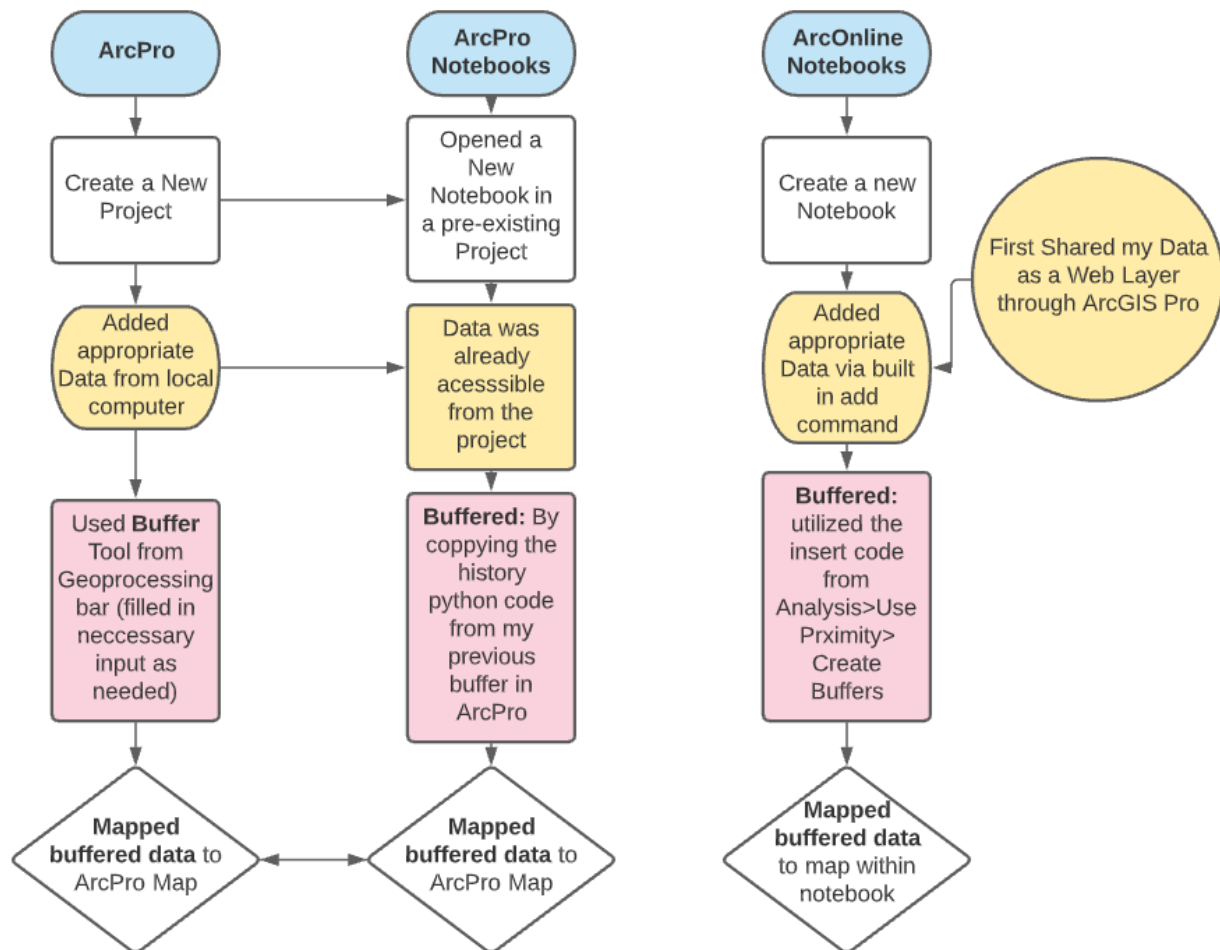 ArcPro
Create a New
Project
Added
appropriate
Data from local
computer
Used Buffer
Tool from
Geoprocessing
bar (filled in
neccessary
input as
needed)
Mapped
buffered data to
ArcPro Map
ArcPro
Notebooks
Opened a
New
Notebook in
a pre-existing
Project
Data was
already
acesssible
from the
project
Buffered: By
coppying the
history
python code
from my
previous
buffer in
ArcPro
Mapped
buffered data to
ArcPro Map
ArcOnline
Notebooks
Create a new
Notebook
Added
appropriate
Data via built
in add
command
Buffered:
utilized the
insert code
from
Analysis>Use
Prximity>
Create
Buffers
Mapped
buffered data
to map within
notebook
First Shared my Data
as a Web Layer
through ArcGIS Pro